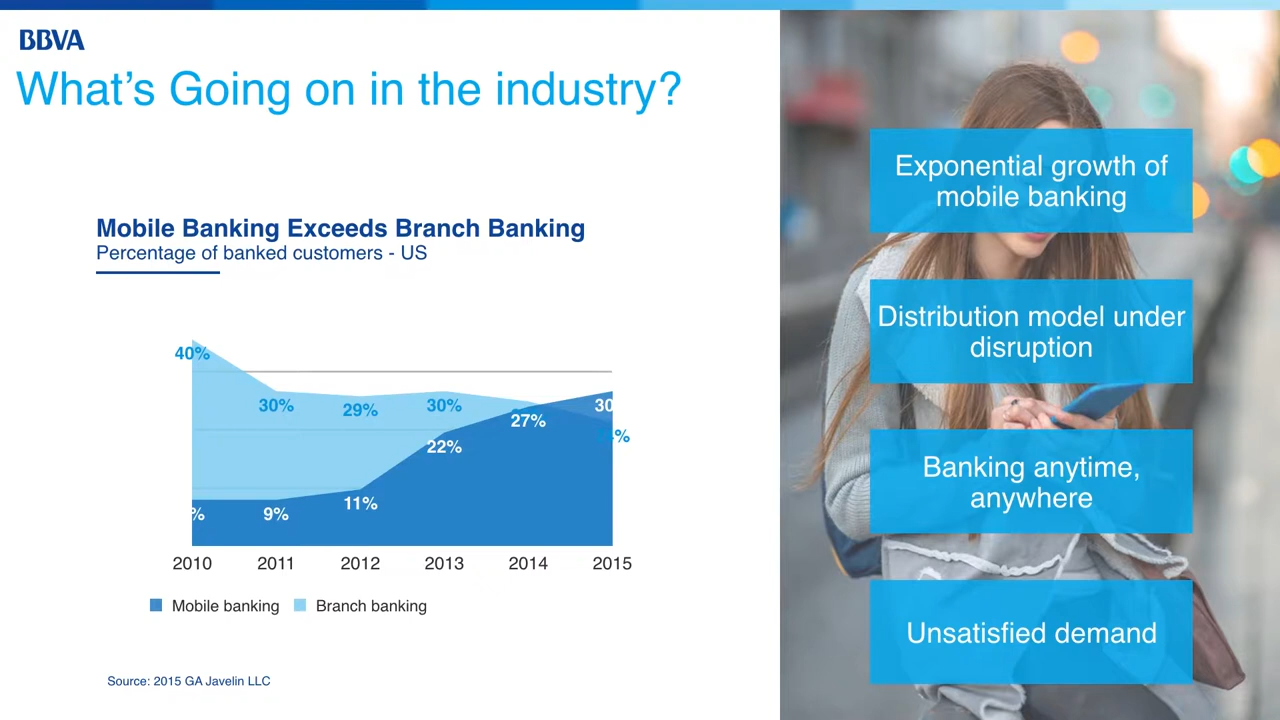 BBVA
What's Going on in the industry?
Mobile Banking Exceeds Branch Banking
Percentage of banked customers - US
40%
30%
29%
30%
27%
30
%
22%
%
9%
11%
2010 2011 2012 2013 2014 2015
Mobile banking Branch banking
Source: 2015 GA Javelin LLC
Exponential growth of
mobile banking
Distribution model under
disruption
Banking anytime,
anywhere
Unsatisfied demand